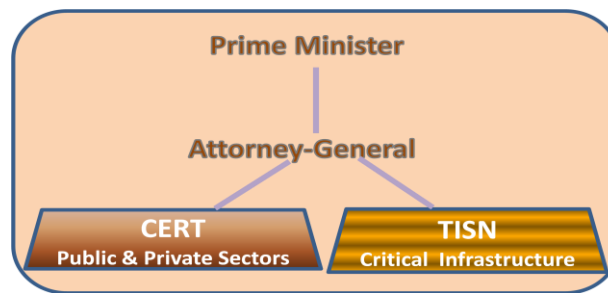 Prime Minister
Attorney-General
CERT
Public & Private Sectors
TISN
Critical Infrastructure